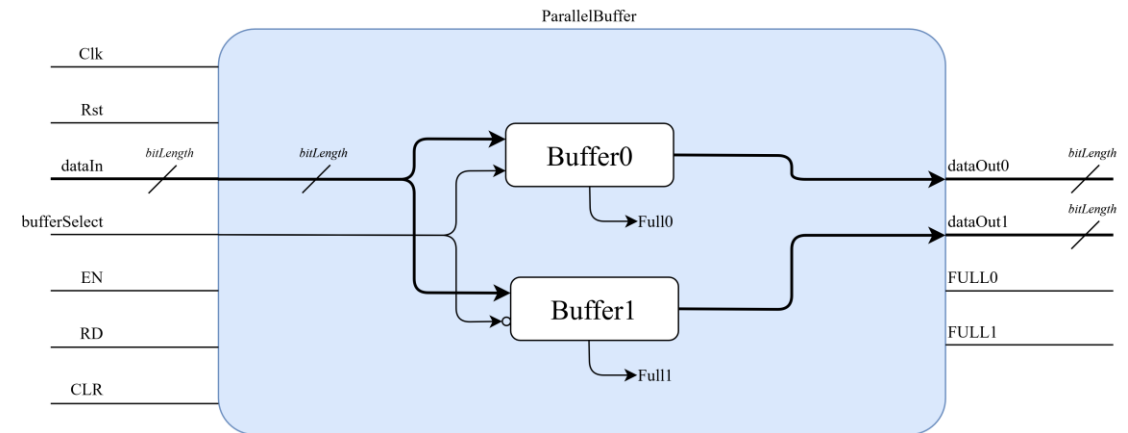 ParallelBuffer
Clk
Rst
dataIn
bitLength
bitLength
bufferSelect
EN
RD
CLR
Buffer0
Full0
Buffer1
Full1
dataOut0
bitLength
dataOut1
bitLength
FULL0
FULL1